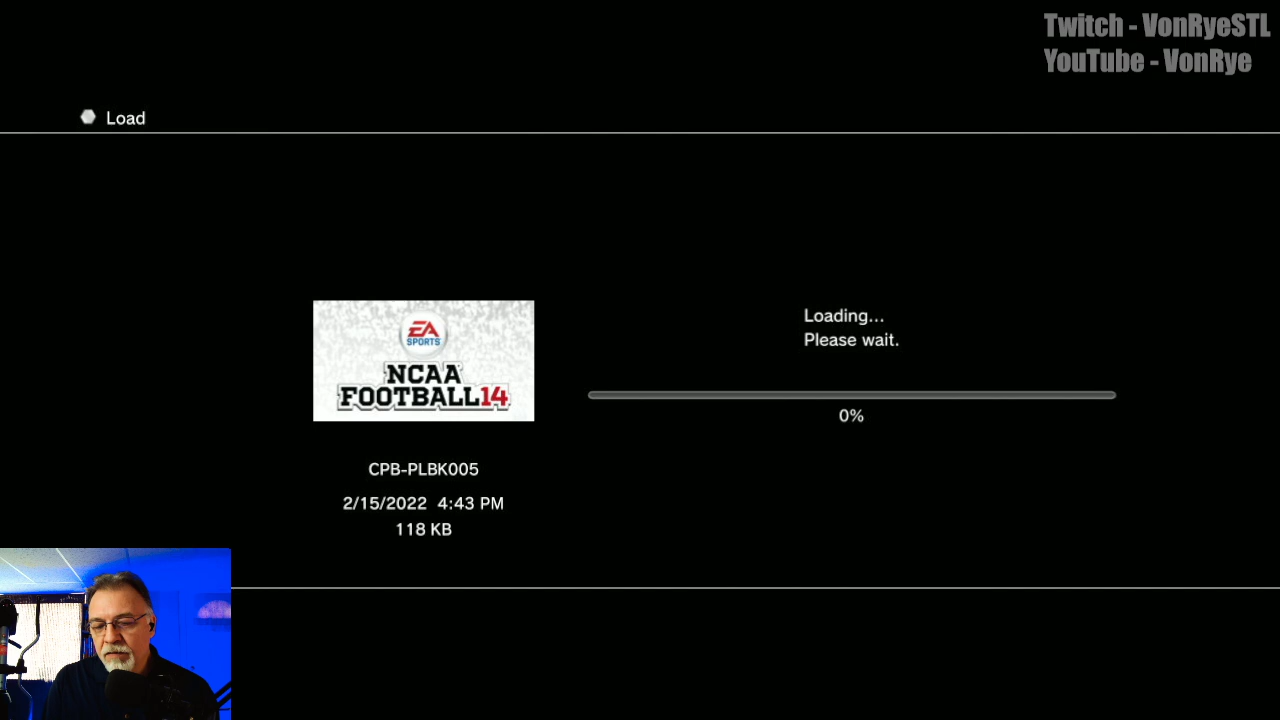 Twitch - VonRyeSTL
YouTube - VonRye
Load
EA
SPORTS
NCAA
FOOTBALL14
Loading...
Please wait.
0%
CPB-PLBK005
2/15/2022 4:43 PM
118 KB